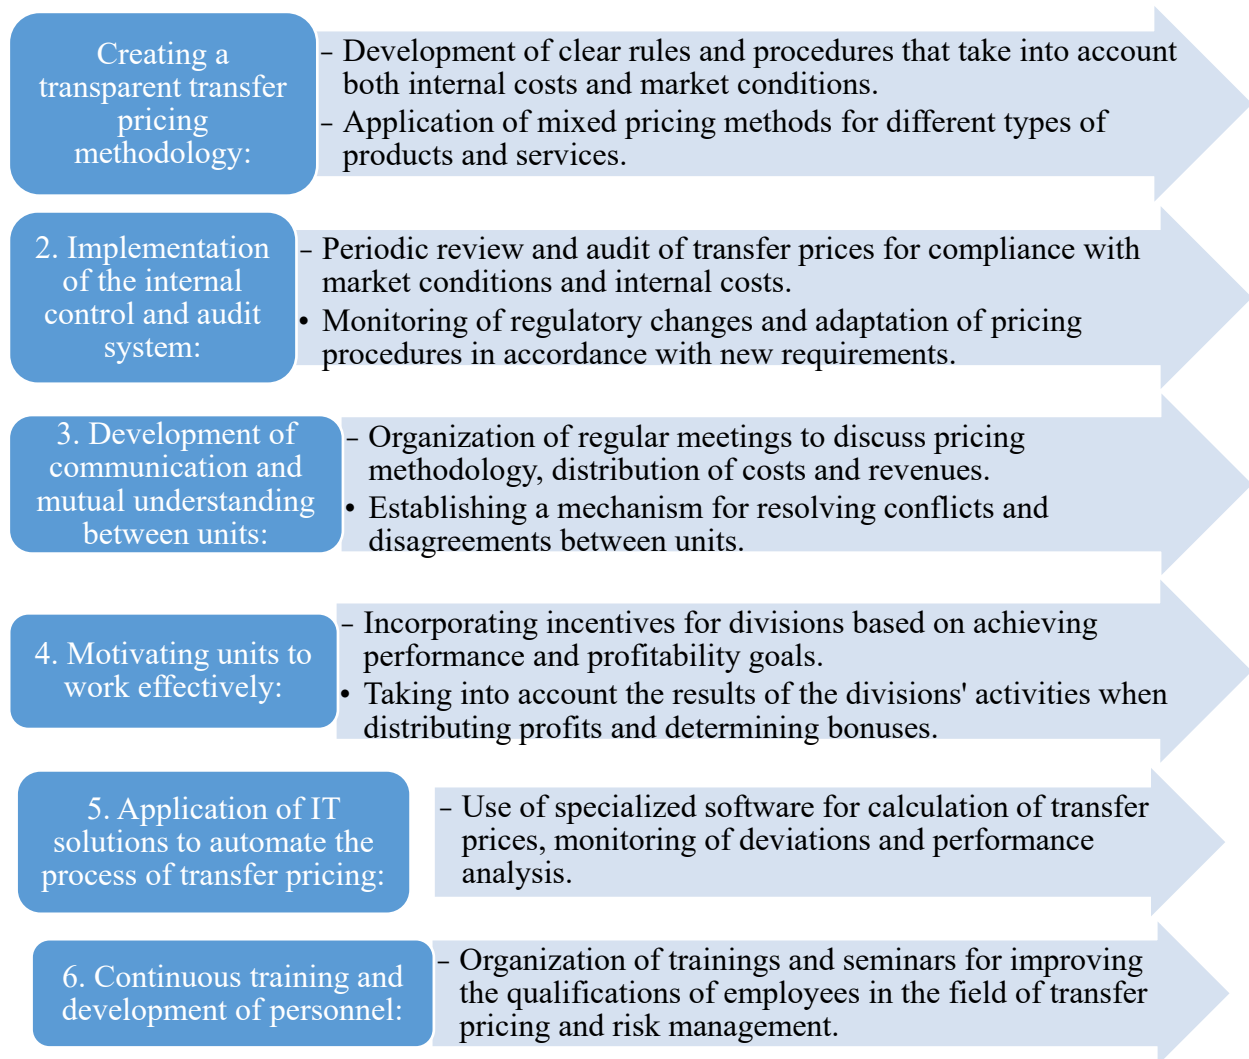 Creating a
transparent transfer
pricing
methodology:
– Development of clear rules and procedures that take into account
both internal costs and market conditions.
– Application of mixed pricing methods for different types of
products and services.
2. Implementation
of the internal
control and audit
system:
– Periodic review and audit of transfer prices for compliance with
market conditions and internal costs.
• Monitoring of regulatory changes and adaptation of pricing
procedures in accordance with new requirements.
3. Development of
communication and
mutual understanding
between units:
– Organization of regular meetings to discuss pricing
methodology, distribution of costs and revenues.
• Establishing a mechanism for resolving conflicts and
disagreements between units.
4. Motivating units to
work effectively:
– Incorporating incentives for divisions based on achieving
performance and profitability goals.
• Taking into account the results of the divisions' activities when
distributing profits and determining bonuses.
5. Application of IT
solutions to automate the
process of transfer pricing:
– Use of specialized software for calculation of transfer
prices, monitoring of deviations and performance
analysis.
6. Continuous training and
development of personnel:
– Organization of trainings and seminars for improving
the qualifications of employees in the field of transfer
pricing and risk management.